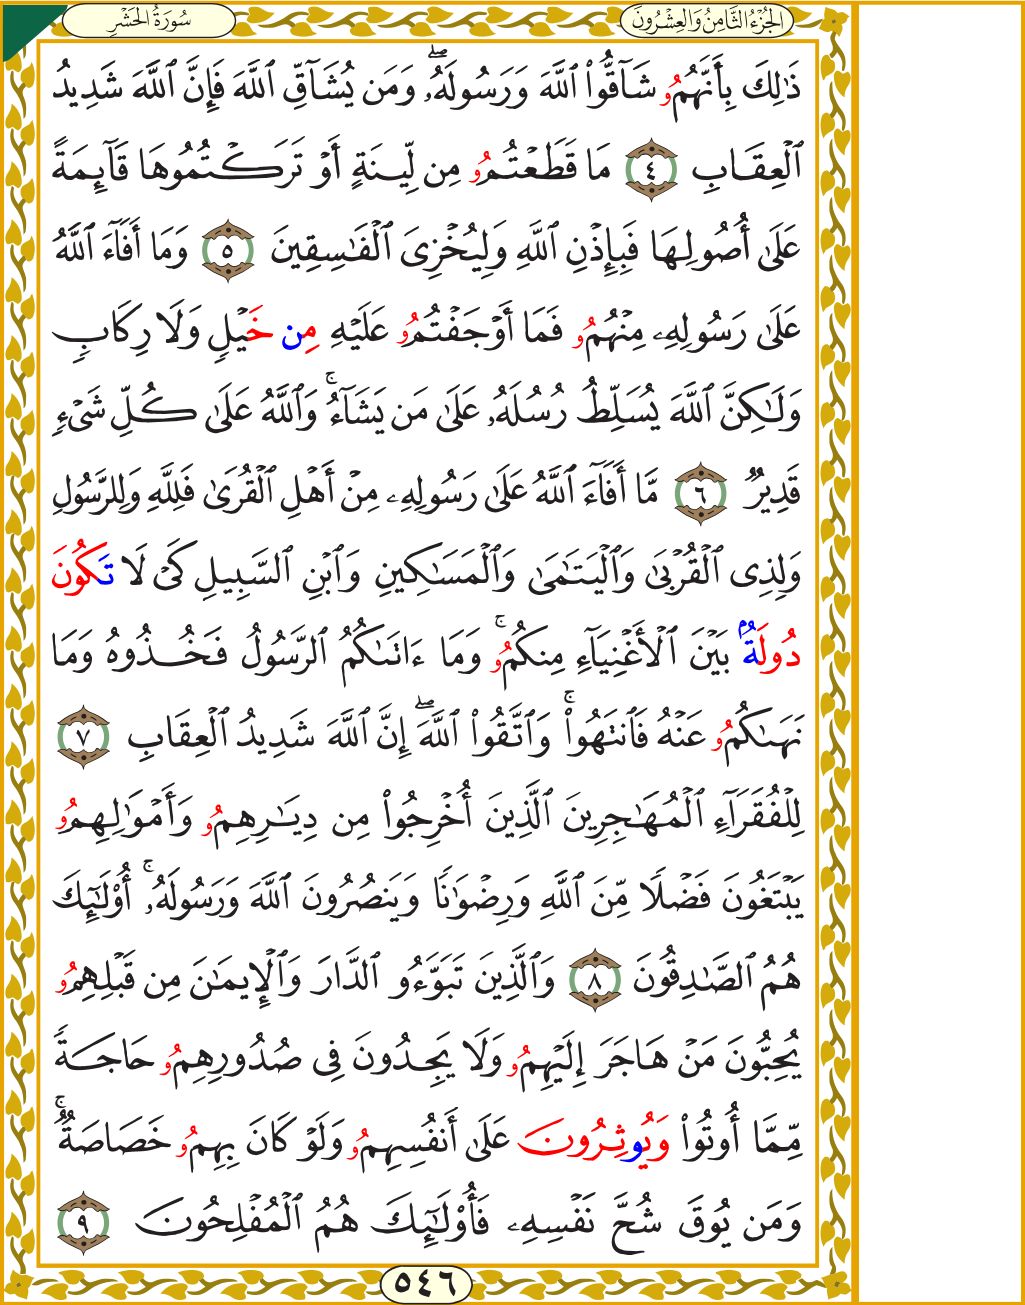 سُورَةُ الحَشْرِ
الجُزْءُ الثَّامِنُ وَالعِشْرُونَ
ذَٰلِكَ بِأَنَّهُمُۥ شَآقُّوا۟ ٱللَّهَ وَرَسُولَهُۥۖ وَمَن يُشَآقِّ ٱللَّهَ فَإِنَّ ٱللَّهَ شَدِيدُ
ٱلْعِقَابِ ٤ مَا قَطَعْتُمُۥ مِن لِّينَةٍ أَوْ تَرَكْتُمُوهَا قَآئِمَةً
عَلَىٰٓ أُصُولِهَا فَبِإِذْنِ ٱللَّهِ وَلِيُخْزِىَ ٱلْفَـٰسِقِينَ ٥ وَمَآ أَفَآءَ ٱللَّهُ
عَلَىٰ رَسُولِهِۦ مِنْهُمُۥ فَمَآ أَوْجَفْتُمُۥ عَلَيْهِ مِن خَيْلٍ وَلَا رِكَابٍ
وَلَـٰكِنَّ ٱللَّهَ يُسَلِّطُ رُسُلَهُۥ عَلَىٰ مَن يَشَآءُۚ وَٱللَّهُ عَلَىٰ كُلِّ شَىْءٍ
قَدِيرٌ ٦ مَّآ أَفَآءَ ٱللَّهُ عَلَىٰ رَسُولِهِۦ مِنْ أَهْلِ ٱلْقُرَىٰ فَلِلَّهِ وَلِلرَّسُولِ
وَلِذِى ٱلْقُرْبَىٰ وَٱلْيَتَـٰمَىٰ وَٱلْمَسَـٰكِينِ وَٱبْنِ ٱلسَّبِيلِ كَىْ لَا تَكُونَ
دُولَةٌۢ بَيْنَ ٱلْأَغْنِيَآءِ مِنكُمُۥۚ وَمَآ ءَاتَىٰكُمُ ٱلرَّسُولُ فَخُذُوهُ وَمَا
نَهَىٰكُمُۥ عَنْهُ فَٱنتَهُوا۟ۚ وَٱتَّقُوا۟ ٱللَّهَۖ إِنَّ ٱللَّهَ شَدِيدُ ٱلْعِقَابِ ٧
لِلْفُقَرَآءِ ٱلْمُهَـٰجِرِينَ ٱلَّذِينَ أُخْرِجُوا۟ مِن دِيَـٰرِهِمُۥ وَأَمْوَٰلِهِمُۥ
يَبْتَغُونَ فَضْلًا مِّنَ ٱللَّهِ وَرِضْوَٰنًا وَيَنصُرُونَ ٱللَّهَ وَرَسُولَهُۥٓۚ أُو۟لَـٰٓئِكَ
هُمُ ٱلصَّـٰدِقُونَ ٨ وَٱلَّذِينَ تَبَوَّءُو ٱلدَّارَ وَٱلْإِيمَـٰنَ مِن قَبْلِهِمُۥ
يُحِبُّونَ مَنْ هَاجَرَ إِلَيْهِمُۥ وَلَا يَجِدُونَ فِى صُدُورِهِمُۥ حَاجَةً
مِّمَّآ أُوتُوا۟ وَيُوثِرُونَ عَلَىٰٓ أَنفُسِهِمُۥ وَلَوْ كَانَ بِهِمُۥ خَصَاصَةٌۚ
وَمَن يُوقَ شُحَّ نَفْسِهِۦ فَأُو۟لَـٰٓئِكَ هُمُ ٱلْمُفْلِحُونَ ٩
٥٤٦